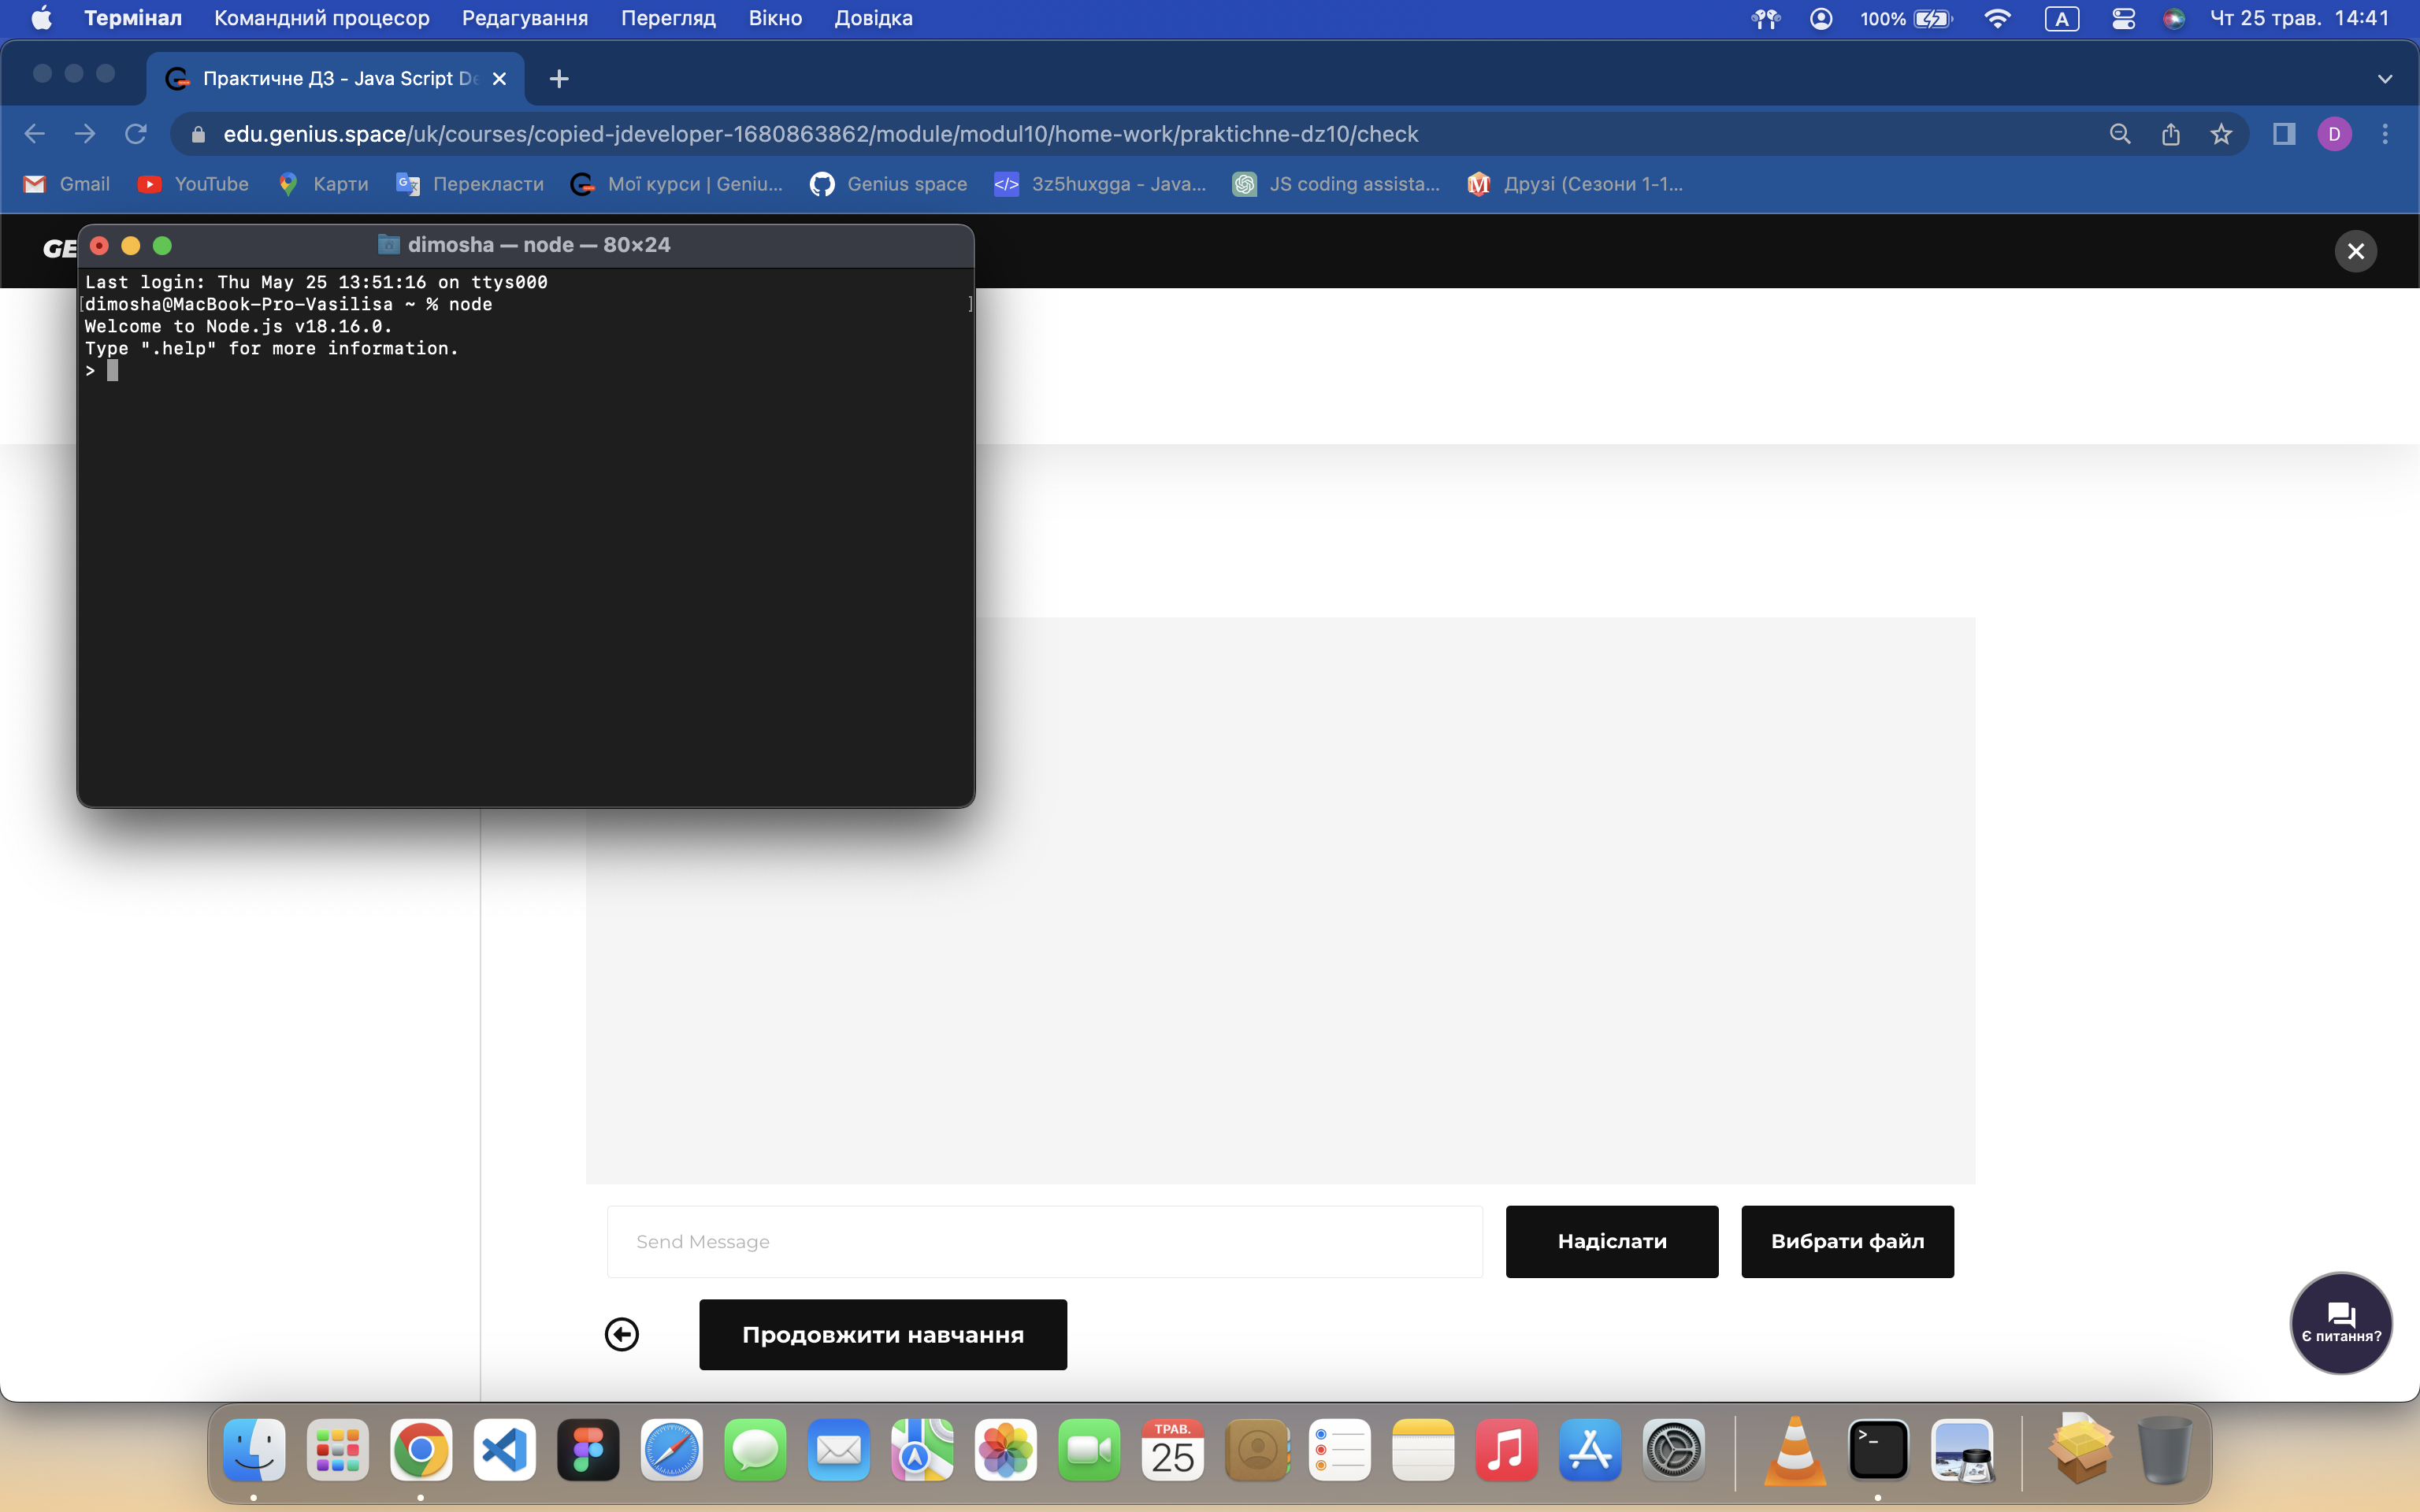 Термінал Командний процесор Редагування Перегляд Вікно Довідка 100% A Чт 25 трав. 14:41
Практичне ДЗ - Java Script De
edu.genius.space/uk/courses/copied-jdeveloper-1680863862/module/modul10/home-work/praktichne-dz10/check D
Gmail YouTube Карти Перекласти Мої курси | Geniu... Genius space 3z5huxgga - Java... JS coding assista... Друзі (Сезони 1-1...
GE
dimosha — node — 80×24
Last login: Thu May 25 13:51:16 on ttys000
[dimosha@MacBook-Pro-Vasilisa ~ % node ]
Welcome to Node.js v18.16.0.
Type ".help" for more information.
>
Send Message Надіслати Вибрати файл
Продовжити навчання
Є питання?
ТРАВ.
25